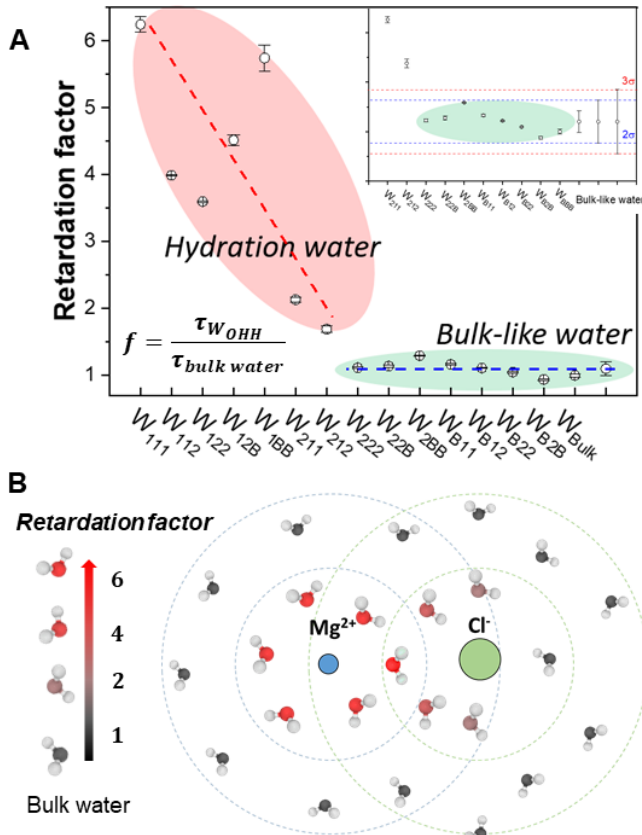 A
Retardation factor
6
5
4
3
2
1
Hydration water
Bulk-like water
f = τ_W_OHH / τ_bulk water
3σ
2σ
W211 W212 W222 W22B W2BB WB11 WB12 WB22 WB2B WBBB Bulk-like water
W111 W112 W122 W12B W1BB W211 W212 W222 W22B W2BB WB11 WB12 WB22 WB2B WBulk
B
Retardation factor
6
4
2
1
Bulk water
Mg2+
Cl-